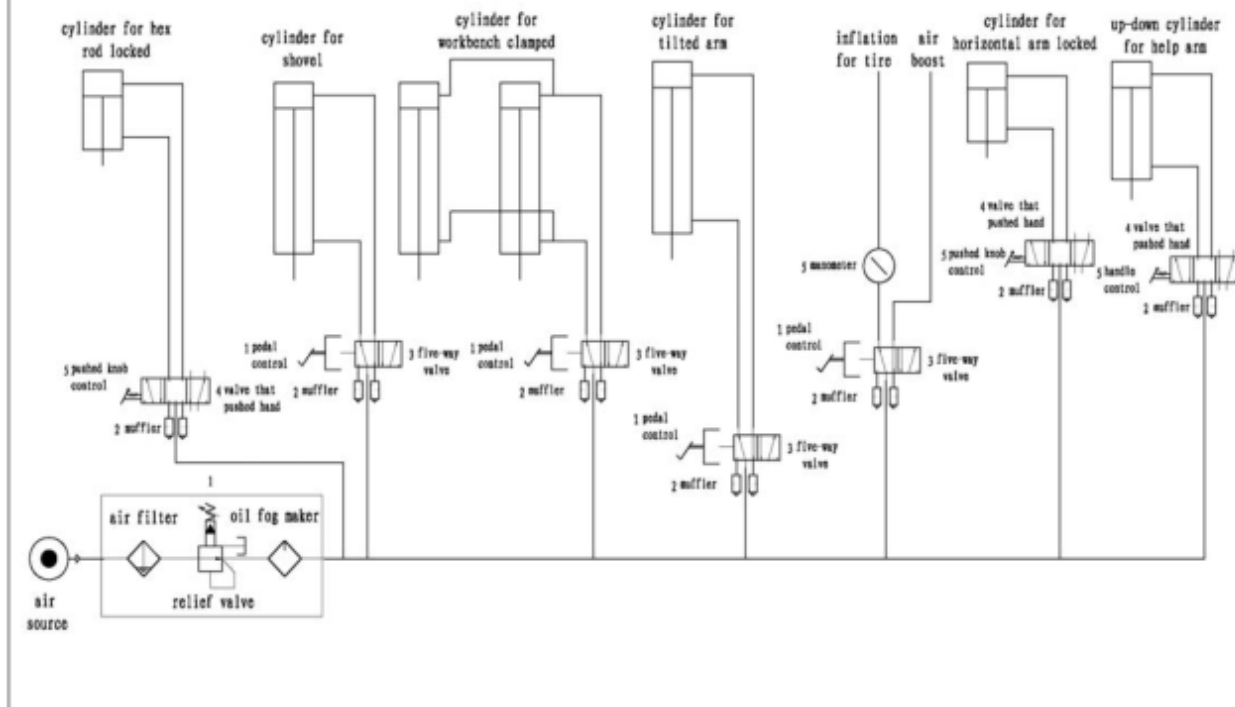 cylinder for hex
rod locked
cylinder for
shovel
cylinder for
workbench clamped
cylinder for
tilted arm
inflation
for tire
air
boost
cylinder for
horizontal arm locked
up-down cylinder
for help arm
4 valve that
pushed hand
5 pushed knob
control
2 muffler
4 valve that
pushed hand
5 handle
control
2 muffler
5 manometer
1 pedal
control
3 five-way
valve
2 muffler
1 pedal
control
3 five-way
valve
2 muffler
1 pedal
control
3 five-way
valve
2 muffler
5 pushed knob
control
4 valve that
pushed hand
2 muffler
1 pedal
control
3 five-way
valve
2 muffler
1
air filter
oil fog maker
relief valve
air
source